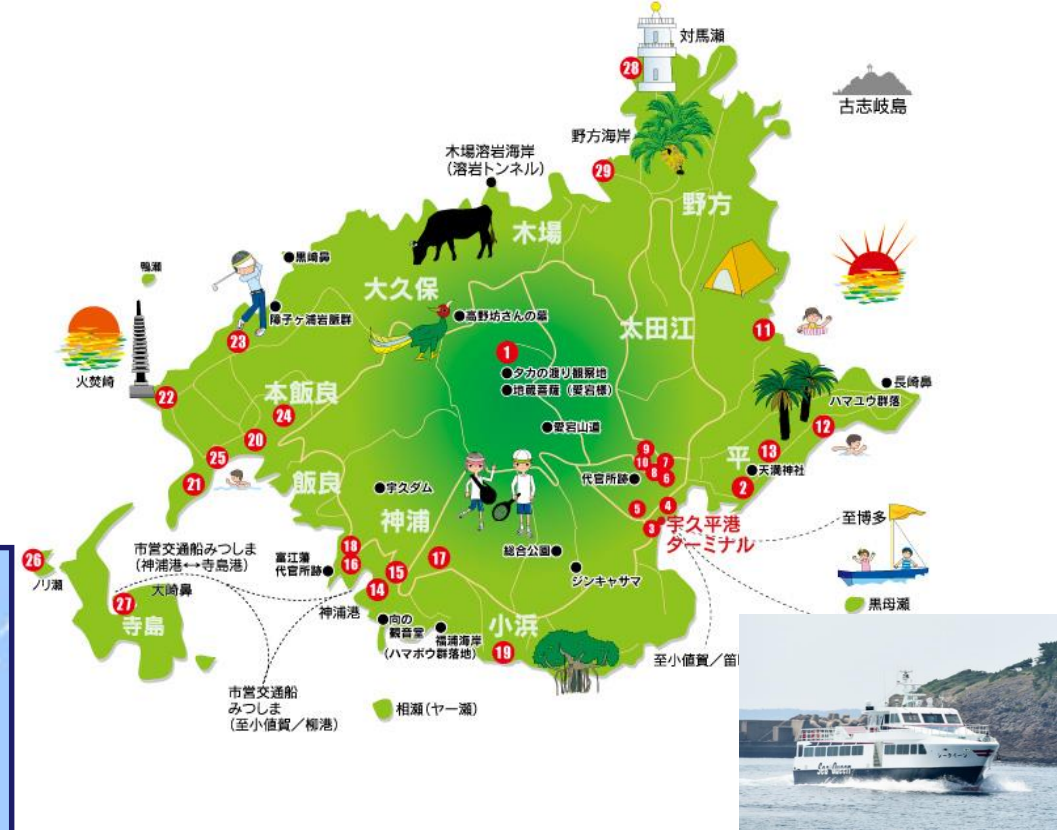 対馬瀬
28
古志岐島
野方海岸
29
木場溶岩海岸
(溶岩トンネル)
野方
木場
黒崎鼻
鴨瀬
大久保
障子ヶ浦岩脈群
23
高野坊さんの墓
太田江
11
火焚崎
22
1
タカの渡り観察地
地蔵菩薩(愛宕様)
長崎鼻
ハマユウ群落
本飯良
24
12
20
愛宕山道
25
21
9
10
7
8
6
平
13
天満神社
2
飯良
宇久ダム
代官所跡
神浦
5
4
3
宇久平港
ターミナル
至博多
市営交通船みつしま
(神浦港↔寺島港)
26
ノリ瀬
大崎鼻
27
寺島
富江藩
代官所跡
18
16
17
15
14
神浦港
総合公園
ジンキャサマ
黒母瀬
向の
観音堂
福浦海岸
(ハマボウ群落地)
小浜
19
至小値賀/
市営交通船
みつしま
(至小値賀/柳港)
相瀬(ヤー瀬)
シークイーン
Sea Queen